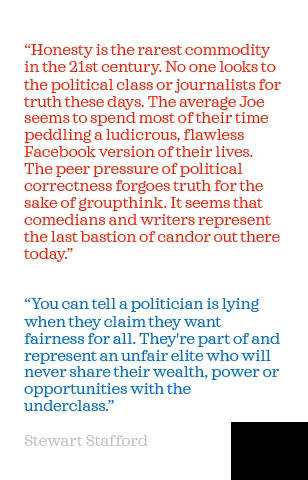 “Honesty is the rarest commodity
in the 21st century. No one looks to
the political class or journalists for
truth these days. The average Joe
seems to spend most of their time
peddling a ludicrous, flawless
Facebook version of their lives.
The peer pressure of political
correctness forgoes truth for the
sake of groupthink. It seems that
comedians and writers represent
the last bastion of candor out there
today.”
“You can tell a politician is lying
when they claim they want
fairness for all. They're part of and
represent an unfair elite who will
never share their wealth, power or
opportunities with the
underclass.”
Stewart Stafford